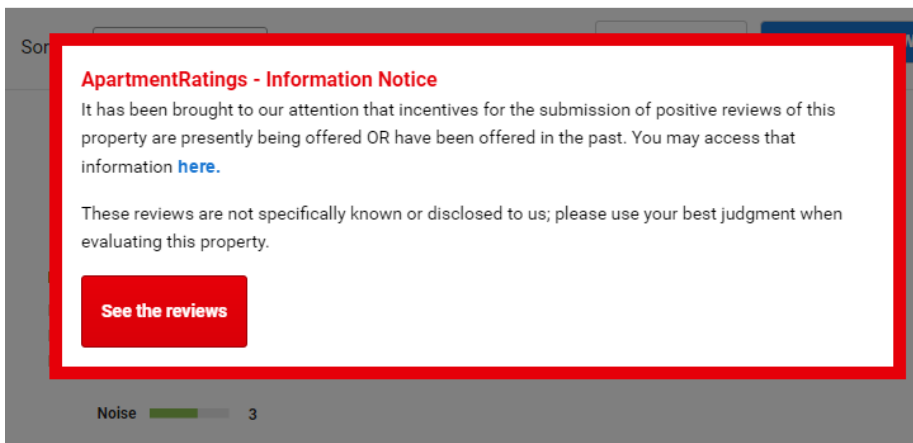 ApartmentRatings - Information Notice
It has been brought to our attention that incentives for the submission of positive reviews of this
property are presently being offered OR have been offered in the past. You may access that
information here.
These reviews are not specifically known or disclosed to us; please use your best judgment when
evaluating this property.
See the reviews
Noise 3